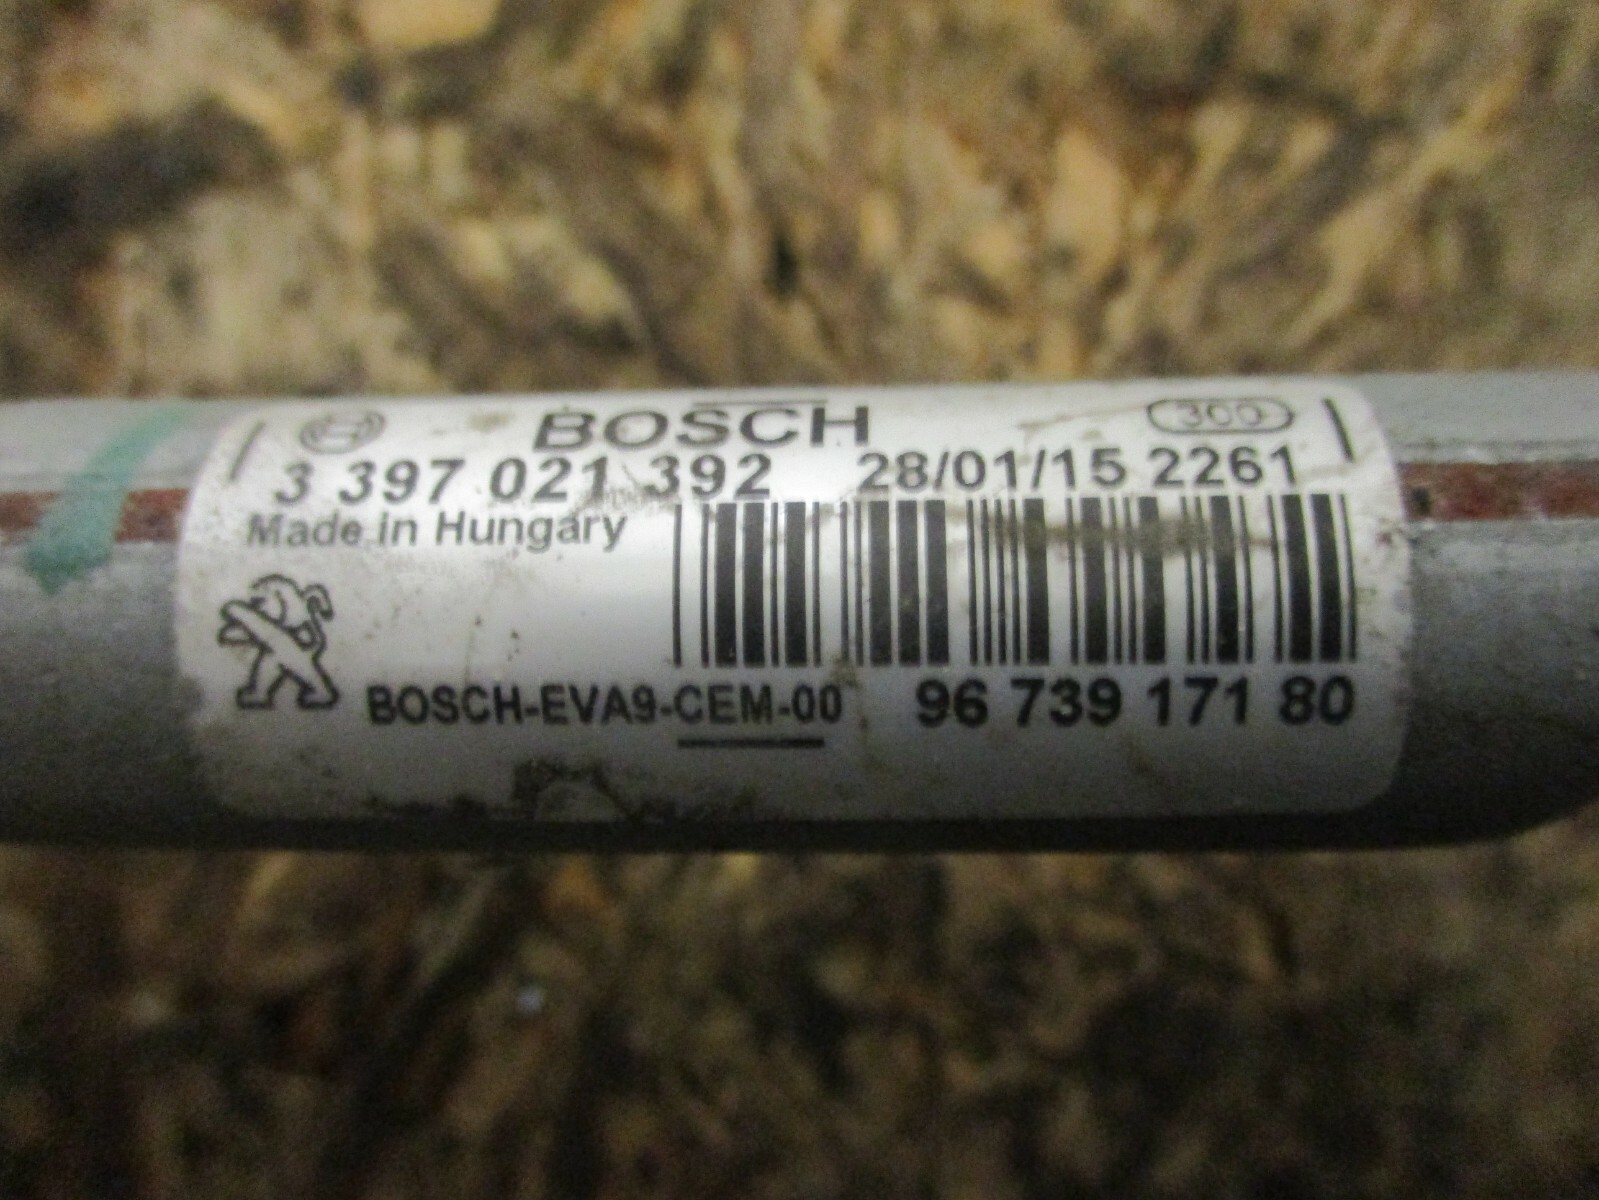 BOSCH 300
3 397 021 392 28/01/15 2261
Made in Hungary
BOSCH-EVA9-CEM-00 96 739 171 80